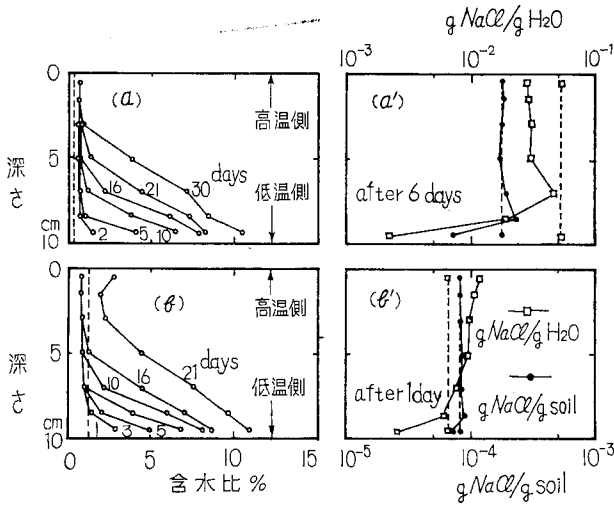 g NaCl/g H₂O
10⁻³ 10⁻² 10⁻¹
0 (a) 高温側
深さ 5
低温側
16 21 30 days
2 5 10
cm
10
(a')
after 6 days
0 (b) 高温側
深さ 5
低温側
10 16 21 days
1 3 5
cm
10
0 5 10 15
含水比 %
(b')
g NaCl/g H₂O
after 1 day
g NaCl/g soil
10⁻⁵ 10⁻⁴ 10⁻³
g NaCl/g soil